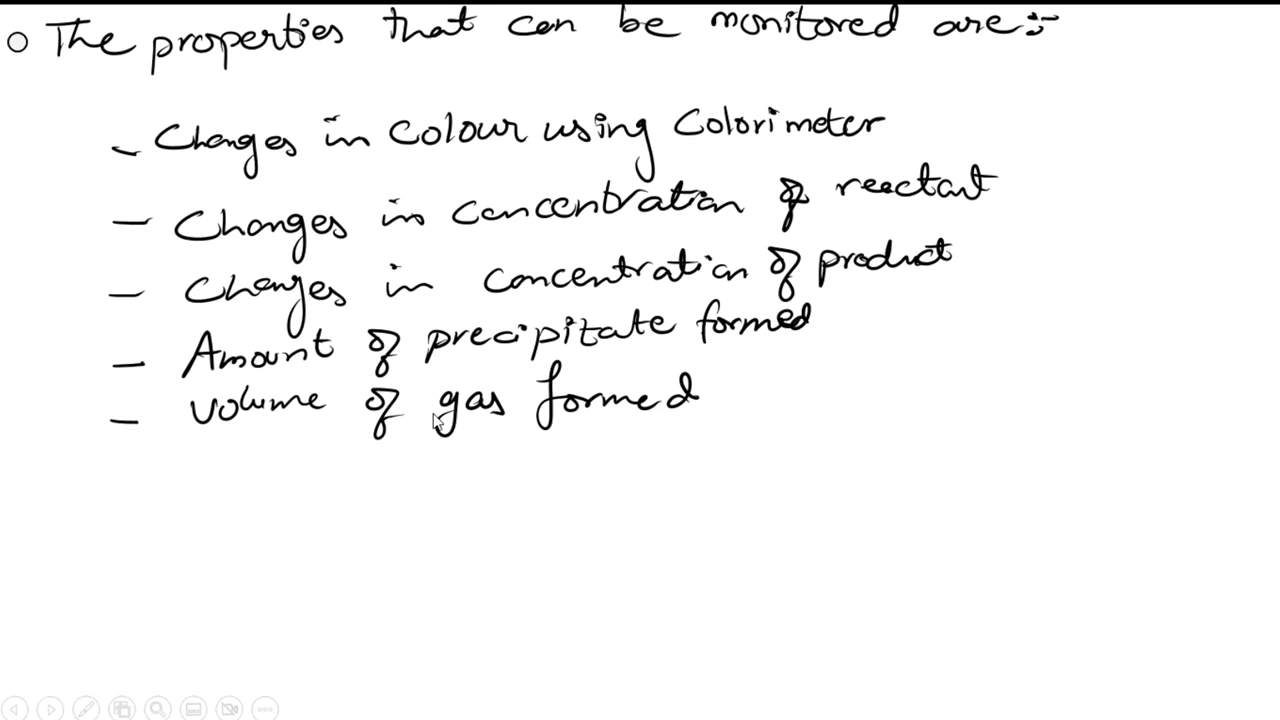 The properties that can be monitored are:-
- Changes in colour using Colorimeter
- Changes in concentration of reactant
- Changes in concentration of product
- Amount of precipitate formed
- Volume of gas formed